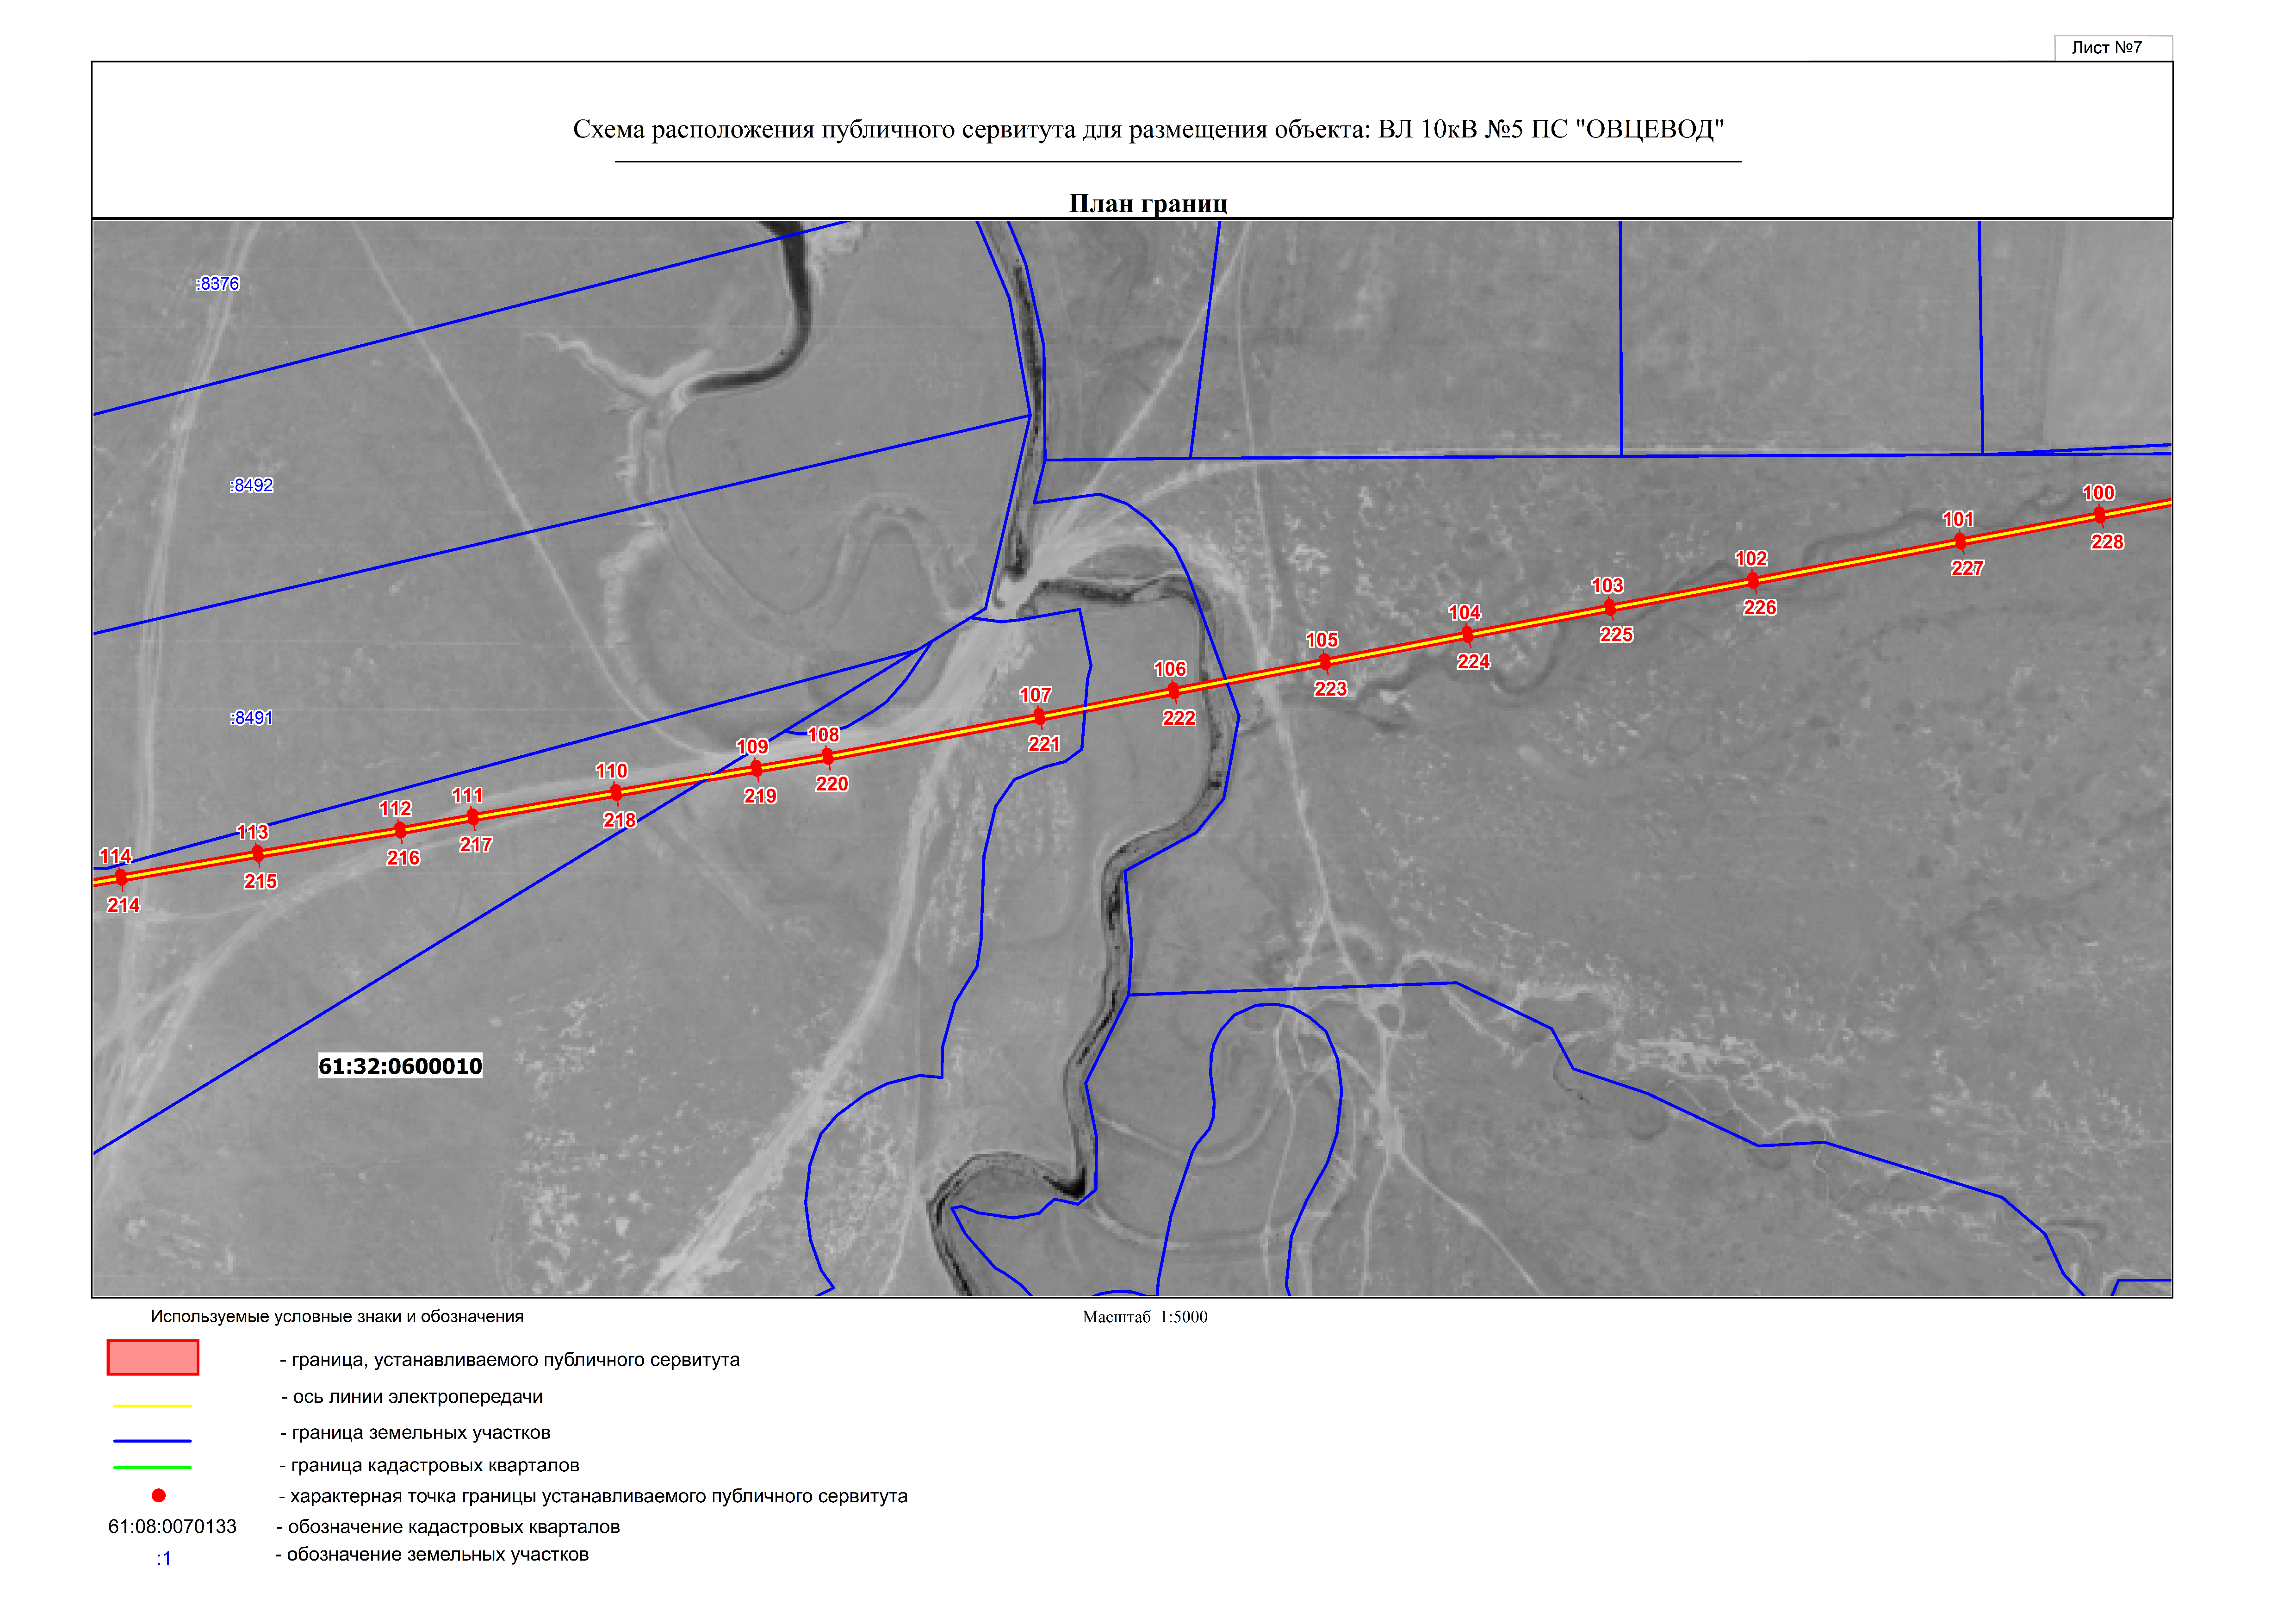 Лист №7
Схема расположения публичного сервитута для размещения объекта: ВЛ 10кВ №5 ПС "ОВЦЕВОД"
План границ
:8376
:8492
:8491
100
101
102
103
104
105
106
107
108
109
110
111
112
113
114
228
227
226
225
224
223
222
221
220
219
218
217
216
215
214
61:32:0600010
Используемые условные знаки и обозначения
Масштаб 1:5000
- граница, устанавливаемого публичного сервитута
- ось линии электропередачи
- граница земельных участков
- граница кадастровых кварталов
- характерная точка границы устанавливаемого публичного сервитута
61:08:0070133 - обозначение кадастровых кварталов
:1 - обозначение земельных участков